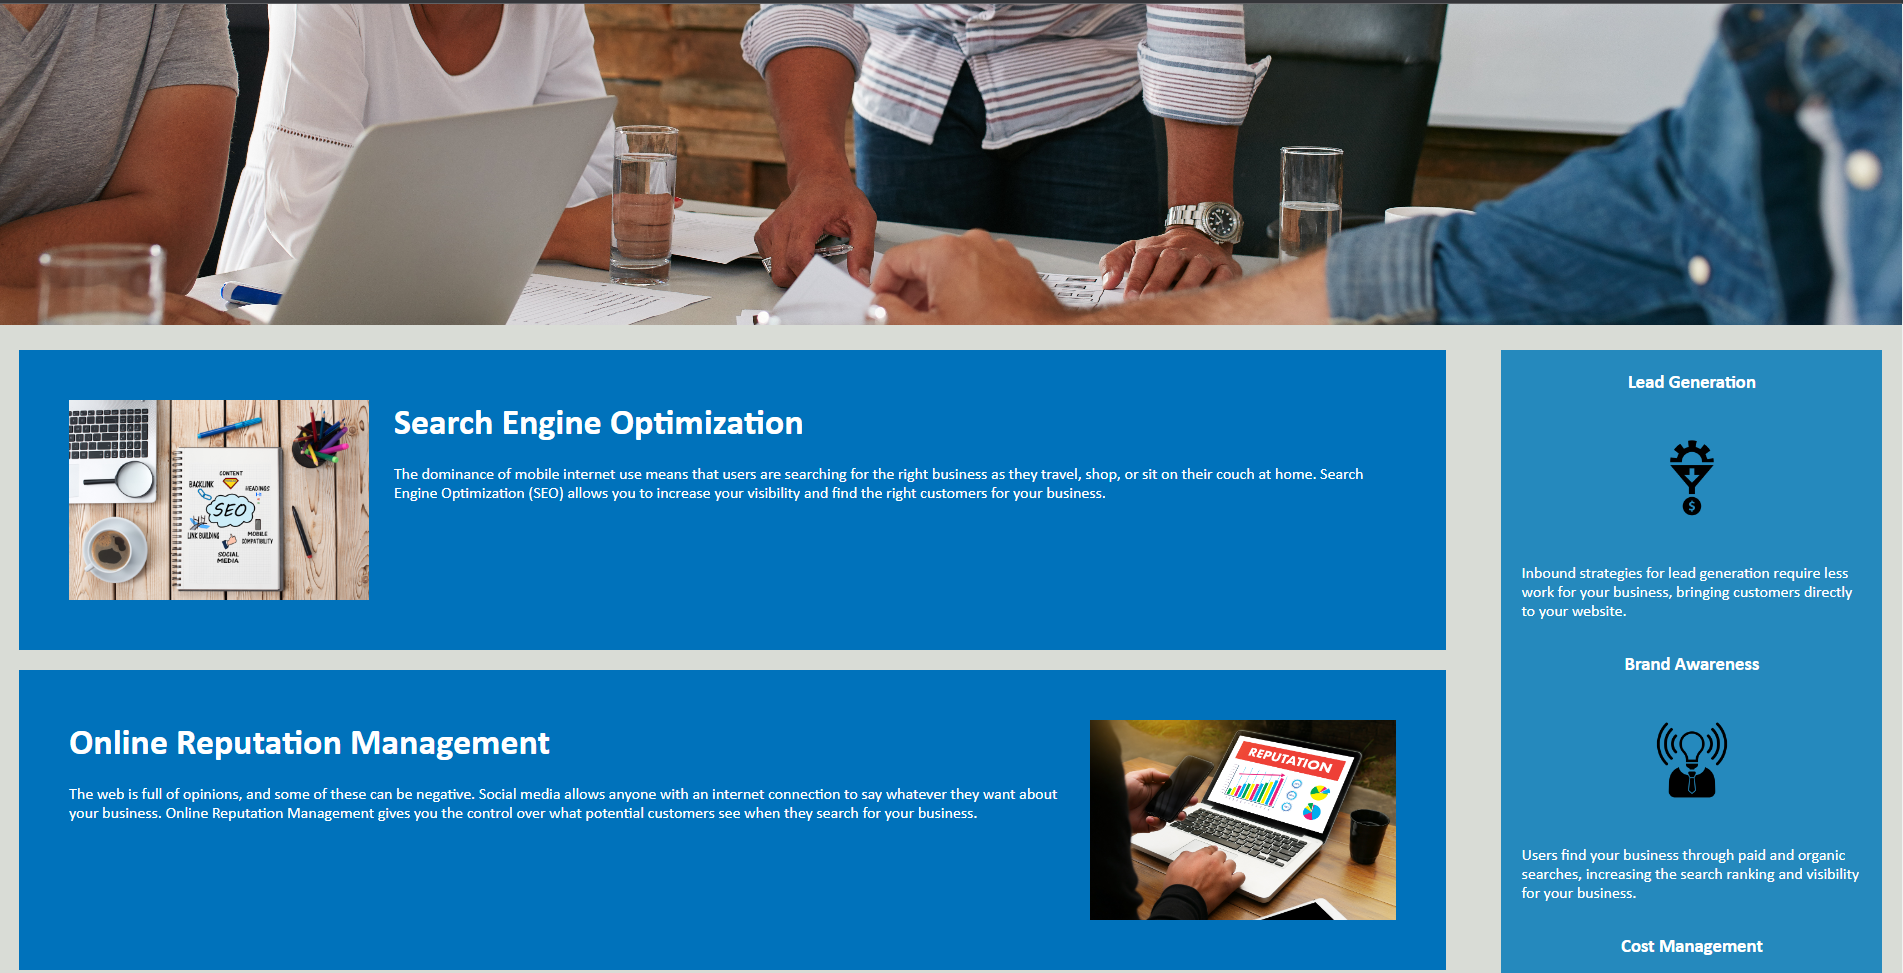 Search Engine Optimization
The dominance of mobile internet use means that users are searching for the right business as they travel, shop, or sit on their couch at home. Search
Engine Optimization (SEO) allows you to increase your visibility and find the right customers for your business.
CONTENT
BACKLINK
HEADINGS
SEO
LINK BUILDING
MOBILE
COMPATIBILITY
SOCIAL
MEDIA
Online Reputation Management
The web is full of opinions, and some of these can be negative. Social media allows anyone with an internet connection to say whatever they want about
your business. Online Reputation Management gives you the control over what potential customers see when they search for your business.
REPUTATION
Lead Generation
$
Inbound strategies for lead generation require less
work for your business, bringing customers directly
to your website.
Brand Awareness
Users find your business through paid and organic
searches, increasing the search ranking and visibility
for your business.
Cost Management